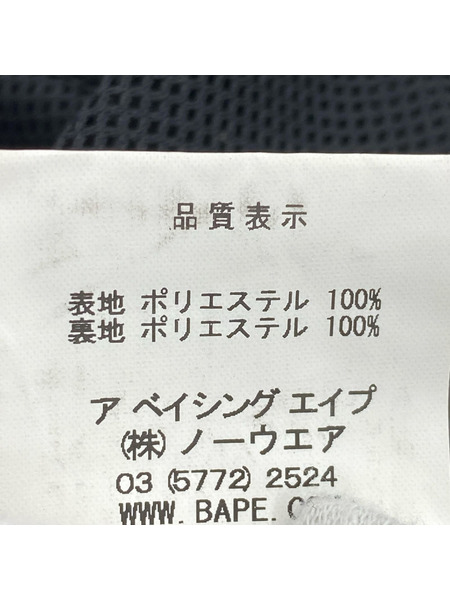 品質表示
表地 ポリエステル 100%
裏地 ポリエステル 100%
ア ベイシング エイプ
(株) ノーウエア
03 (5772) 2524
WWW. BAPE.